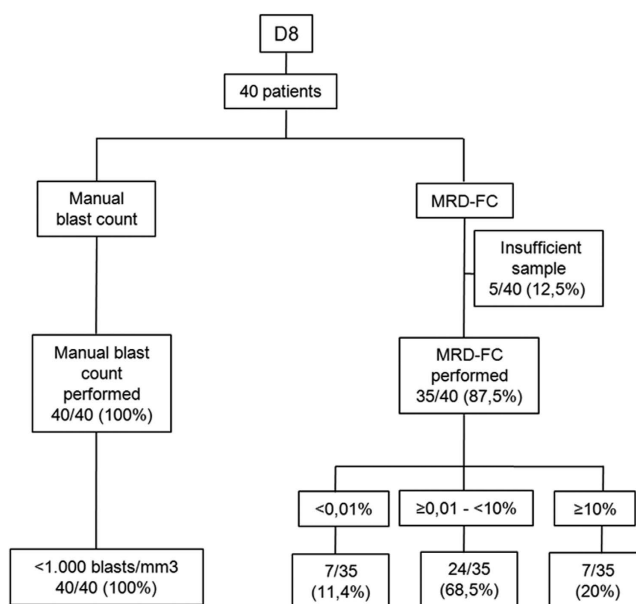 D8
40 patients
Manual
blast count
MRD-FC
Insufficient
sample
5/40 (12,5%)
Manual blast
count
performed
40/40 (100%)
MRD-FC
performed
35/40 (87,5%)
<0,01%
≥0,01 - <10%
≥10%
<1.000 blasts/mm3
40/40 (100%)
7/35
(11,4%)
24/35
(68,5%)
7/35
(20%)